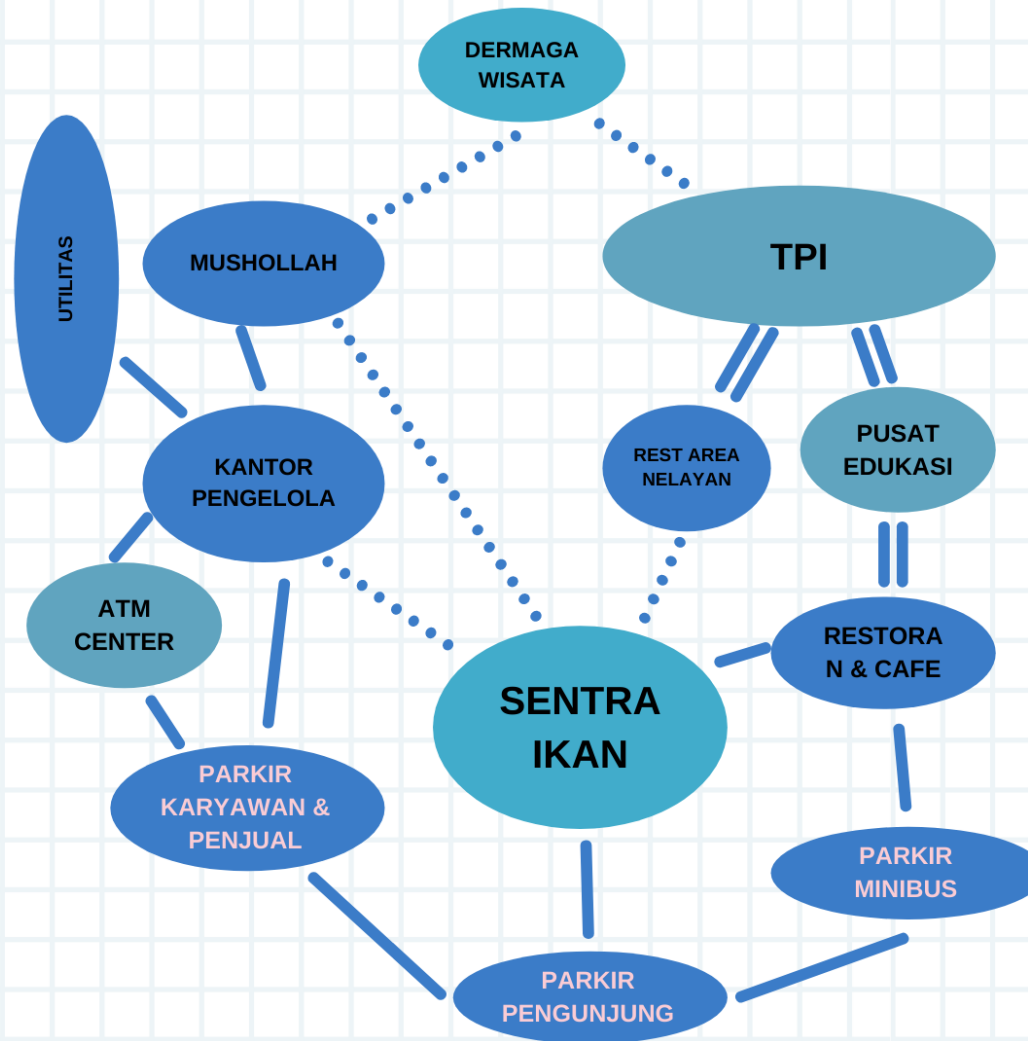 DERMAGA
WISATA
UTILITAS
MUSHOLLAH
TPI
KANTOR
PENGELOLA
REST AREA
NELAYAN
PUSAT
EDUKASI
ATM
CENTER
SENTRA
IKAN
RESTORA
N & CAFE
PARKIR
KARYAWAN &
PENJUAL
PARKIR
MINIBUS
PARKIR
PENGUNJUNG